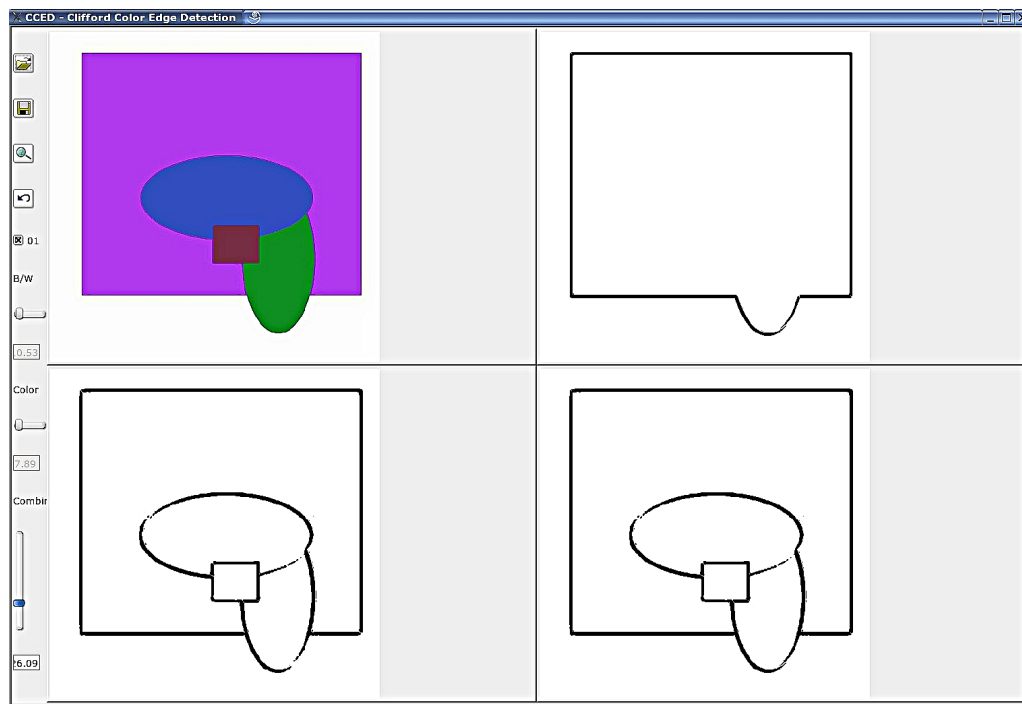 CCED - Clifford Color Edge Detection
01
B/W
0.53
Color
7.89
Combir
26.09